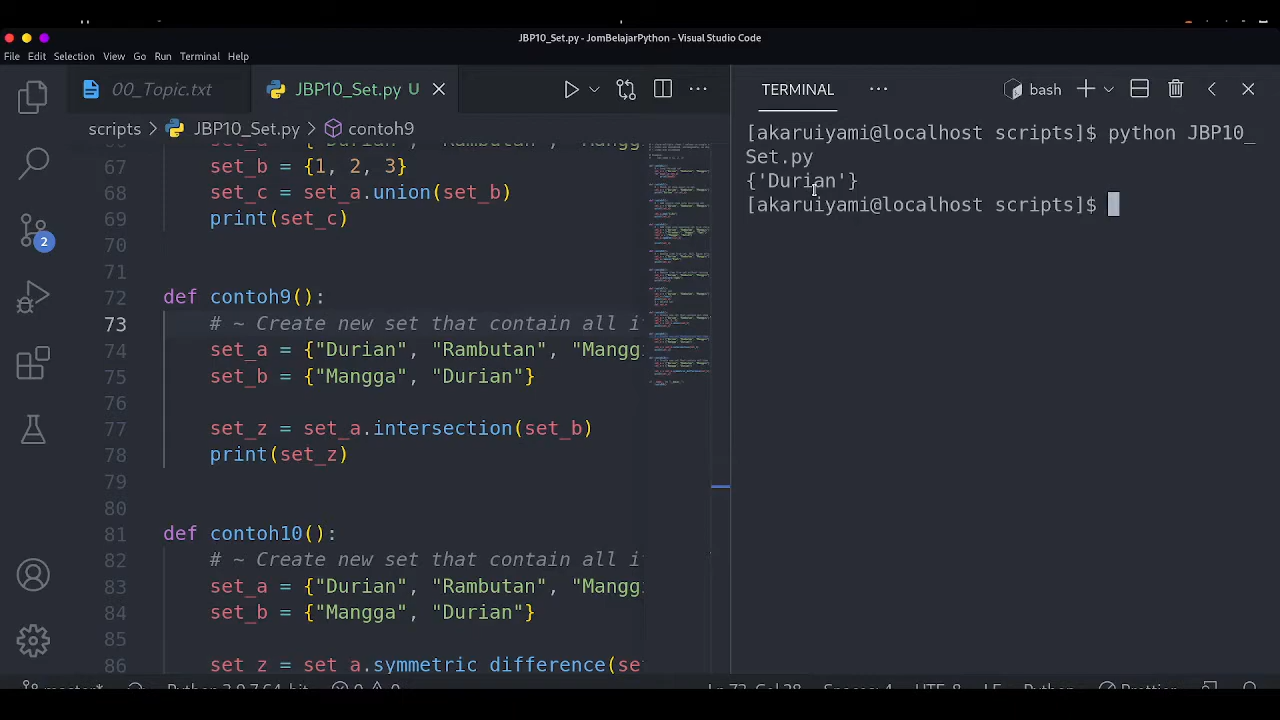 JBP10_Set.py - JomBelajarPython - Visual Studio Code
File Edit Selection View Go Run Terminal Help
00_Topic.txt JBP10_Set.py U
TERMINAL bash
scripts > JBP10_Set.py > contoh9
67 set_b = {1, 2, 3}
68 set_c = set_a.union(set_b)
69 print(set_c)
70
71
72 def contoh9():
73 # ~ Create new set that contain all i
74 set_a = {"Durian", "Rambutan", "Mangg
75 set_b = {"Mangga", "Durian"}
76
77 set_z = set_a.intersection(set_b)
78 print(set_z)
79
80
81 def contoh10():
82 # ~ Create new set that contain all i
83 set_a = {"Durian", "Rambutan", "Mangg
84 set_b = {"Mangga", "Durian"}
85
86 set_z = set_a.symmetric_difference(se
2
[akaruiyami@localhost scripts]$ python JBP10_
Set.py
{'Durian'}
[akaruiyami@localhost scripts]$